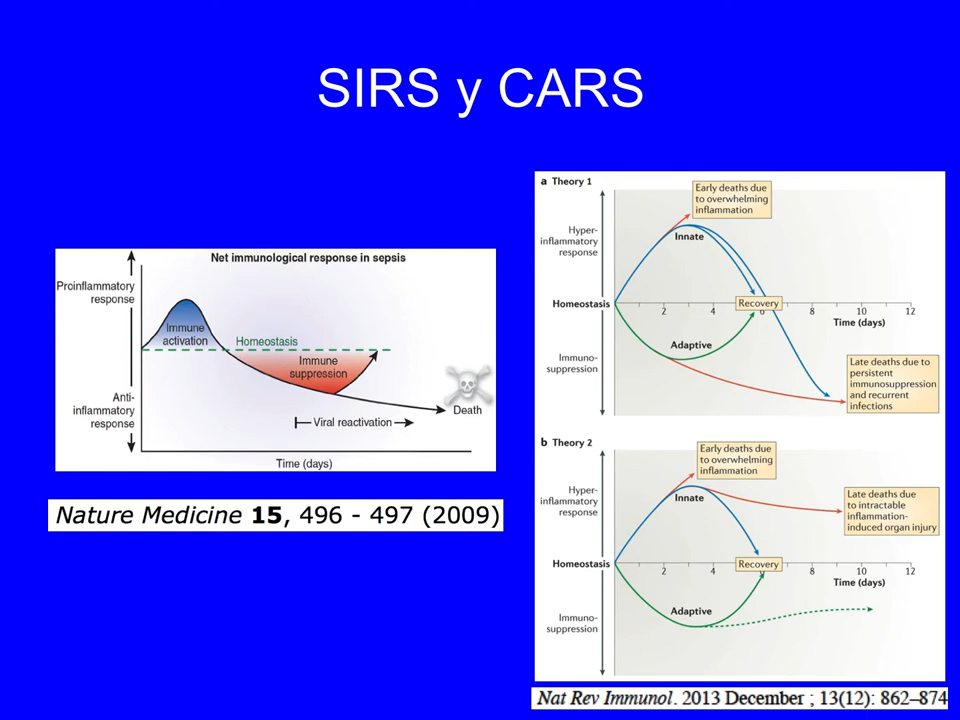 SIRS y CARS
Net immunological response in sepsis
Proinflammatory
response
Immune
activation
Homeostasis
Immune
suppression
Anti-
inflammatory
response
Death
Viral reactivation
Time (days)
Nature Medicine 15, 496 - 497 (2009)
a Theory 1
Early deaths due
to overwhelming
inflammation
Hyper-
inflammatory
response
Innate
Homeostasis
Recovery
2 4 6 8 10 12
Time (days)
Adaptive
Immuno-
suppression
Late deaths due to
persistent
immunosuppression
and recurrent
infections
b Theory 2
Early deaths due
to overwhelming
inflammation
Hyper-
inflammatory
response
Innate
Late deaths due
to intractable
inflammation-
induced organ injury
Homeostasis
Recovery
2 4 6 8 10 12
Time (days)
Adaptive
Immuno-
suppression
Nat Rev Immunol. 2013 December ; 13(12): 862–874